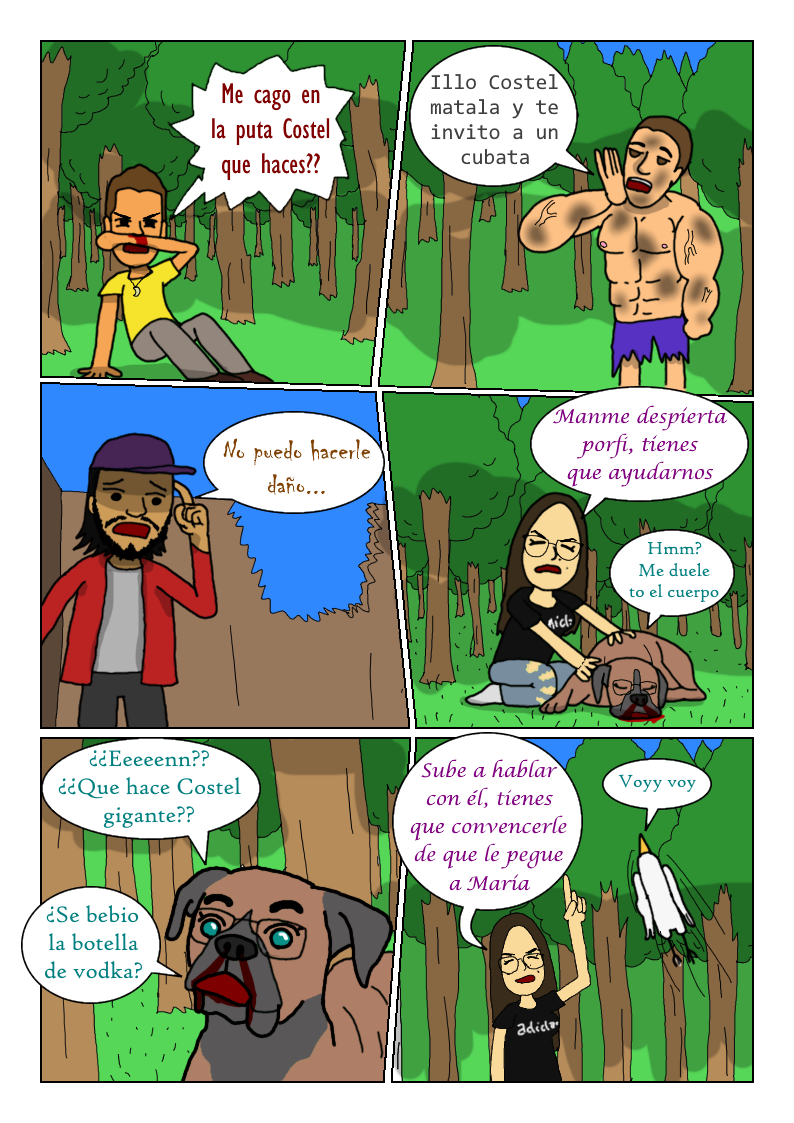 Me cago en
la puta Costel
que haces??
Illo Costel
matala y te
invito a un
cubata
No puedo hacerle
daño...
Manme despierta
porfi, tienes
que ayudarnos
Hmm?
Me duele
to el cuerpo
¿¿Eeeeenn??
¿¿Que hace Costel
gigante??
¿Se bebio
la botella
de vodka?
Sube a hablar
con él, tienes
que convencerle
de que le pegue
a María
Voyy voy
adicta